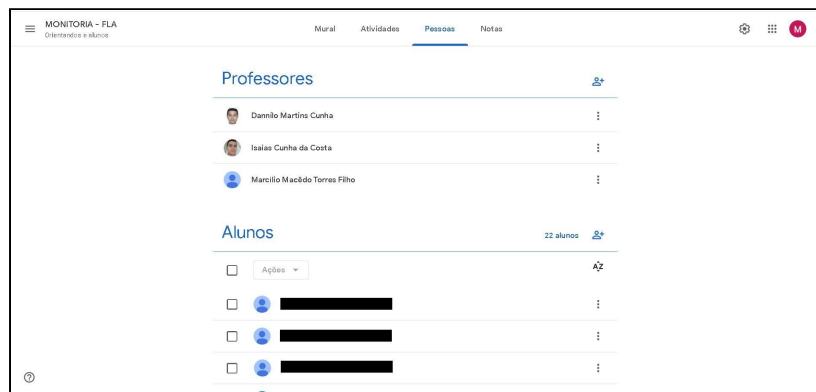 MONITORIA - FLA
Orientandos e alunos
Mural Atividades Pessoas Notas
M
Professores
Dannilo Martins Cunha
Isaias Cunha da Costa
Marcilio Macêdo Torres Filho
Alunos
22 alunos
Ações
AZ